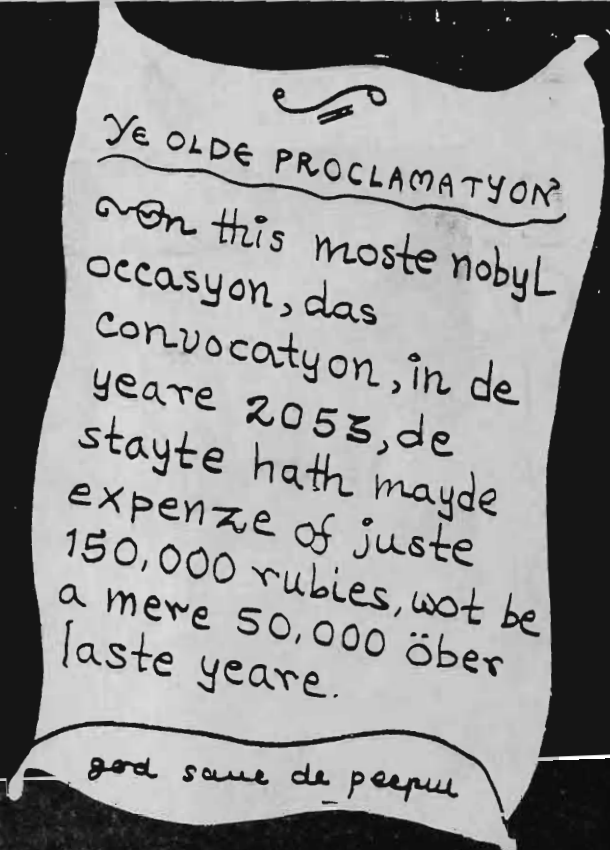 YE OLDE PROCLAMATYON
On this moste nobyl
occasyon, das
convocatyon, in de
yeare 2053, de
stayte hath mayde
expenze of juste
150,000 rubies, wot be
a mere 50,000 öber
laste yeare.
god save de peepul